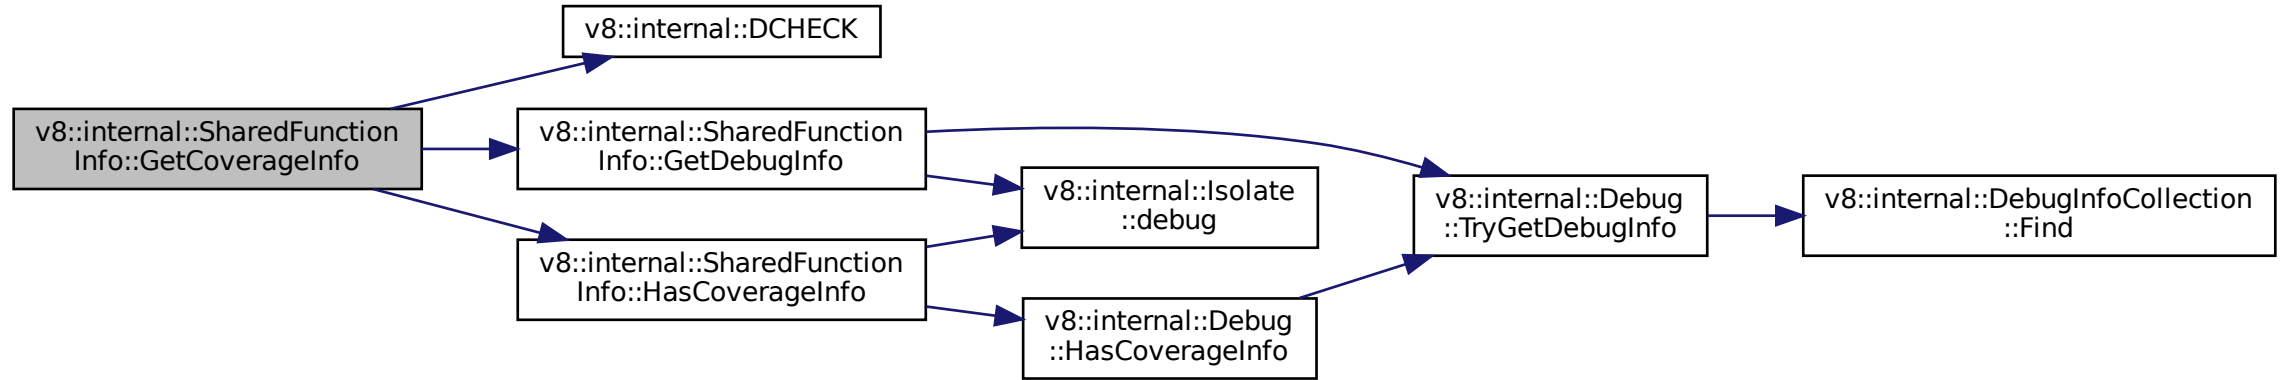 v8::internal::DCHECK
v8::internal::SharedFunction
Info::GetCoverageInfo
v8::internal::SharedFunction
Info::GetDebugInfo
v8::internal::SharedFunction
Info::HasCoverageInfo
v8::internal::Isolate
::debug
v8::internal::Debug
::HasCoverageInfo
v8::internal::Debug
::TryGetDebugInfo
v8::internal::DebugInfoCollection
::Find